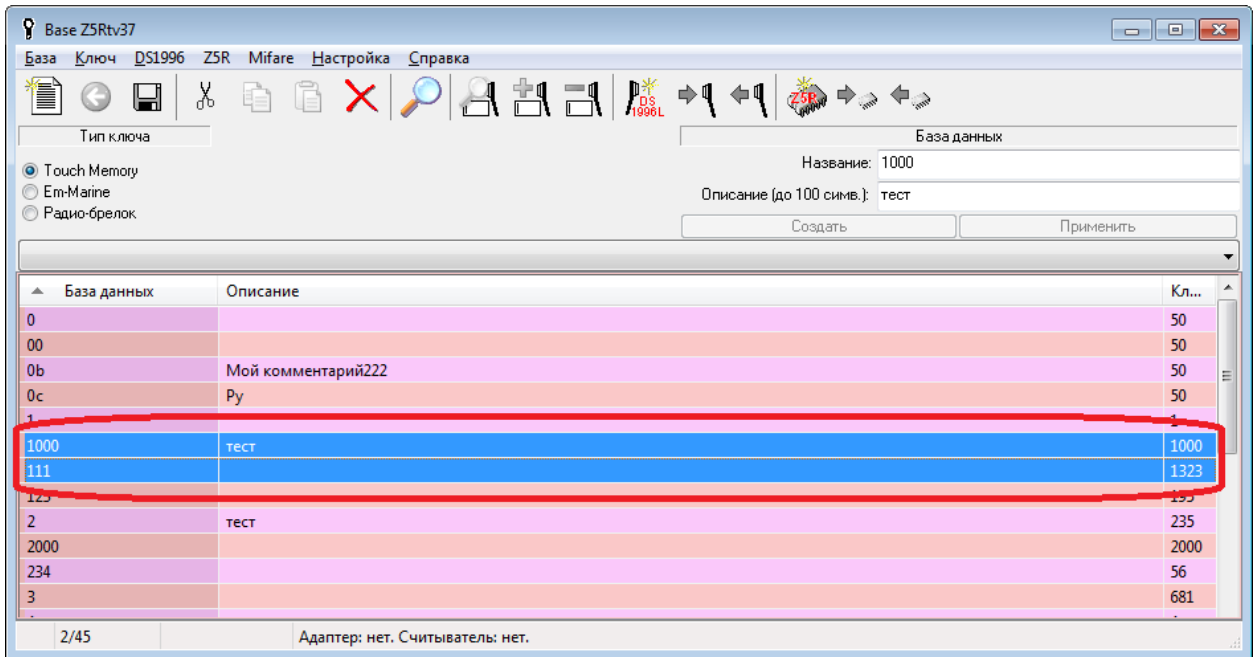 Base Z5Rtv37
База Ключ DS1996 Z5R Mifare Настройка Справка
DS
1996L
Z5R
Тип ключа
База данных
Touch Memory
Em-Marine
Радио-брелок
Название: 1000
Описание (до 100 симв.): тест
Создать Применить
База данных Описание Кл...
0 50
00 50
0b Мой комментарий222 50
0c Ру 50
1 1
1000 тест 1000
111 1323
123 195
2 тест 235
2000 2000
234 56
3 681
2/45 Адаптер: нет. Считыватель: нет.